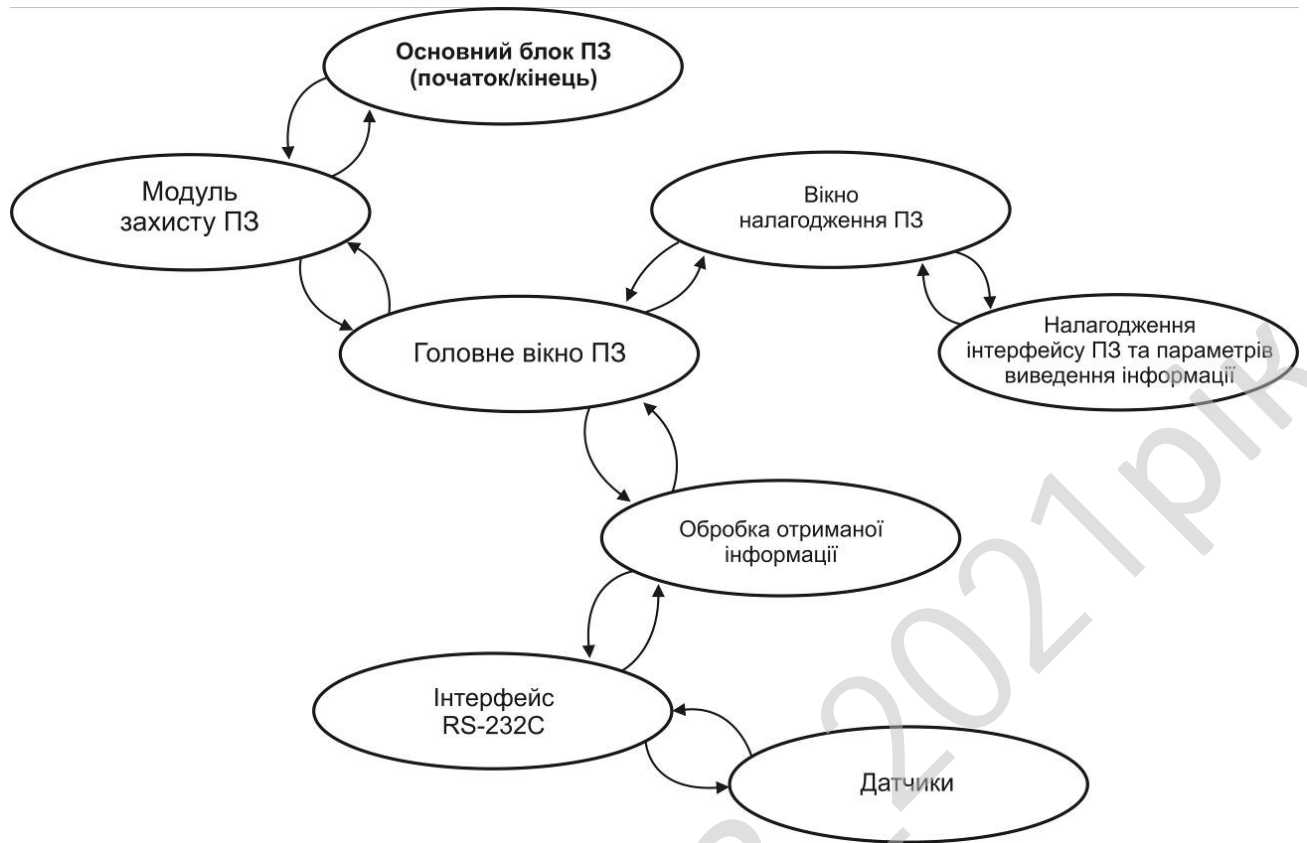 Основний блок ПЗ
(початок/кінець)
Модуль
захисту ПЗ
Вікно
налагодження ПЗ
Головне вікно ПЗ
Налагодження
інтерфейсу ПЗ та параметрів
виведення інформації
Обробка отриманої
інформації
Інтерфейс
RS-232C
Датчики
2021рік